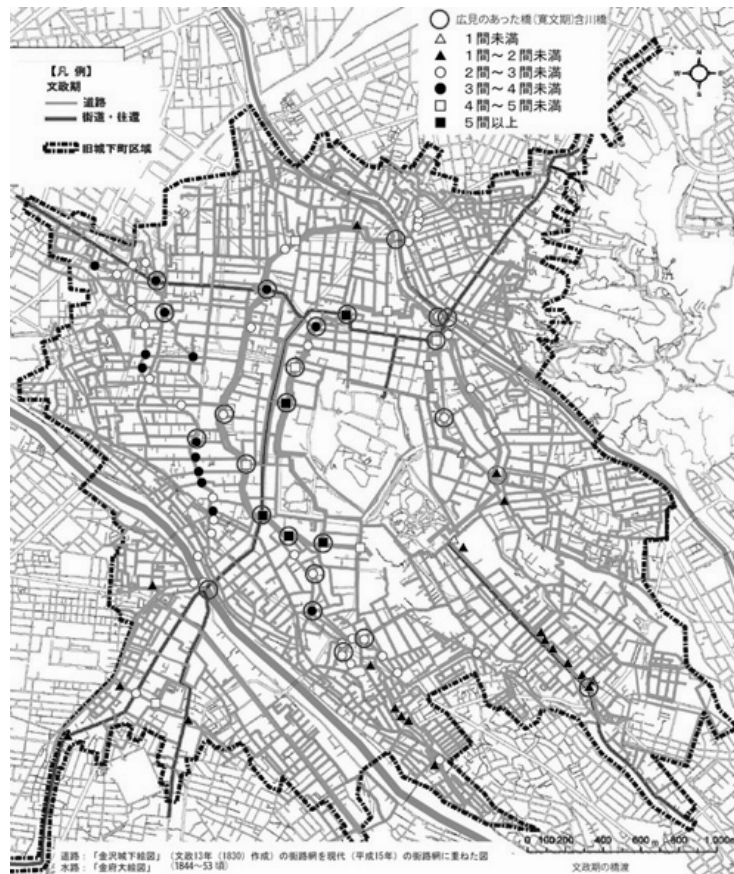 【凡 例】
文政期
道路
街道・往還
旧城下町区域
広見のあった橋(寛文期)含川橋
1間未満
1間～2間未満
2間～3間未満
3間～4間未満
4間～5間未満
5間以上
N
W
E
S
0 100 200 400 600 800 1,000m
道路：「金沢城下絵図」（文政13年（1830）作成）の街路網を現代（平成15年）の街路網に重ねた図
水路：「金府大絵図」（1844～53 頃）
文政期の橋渡